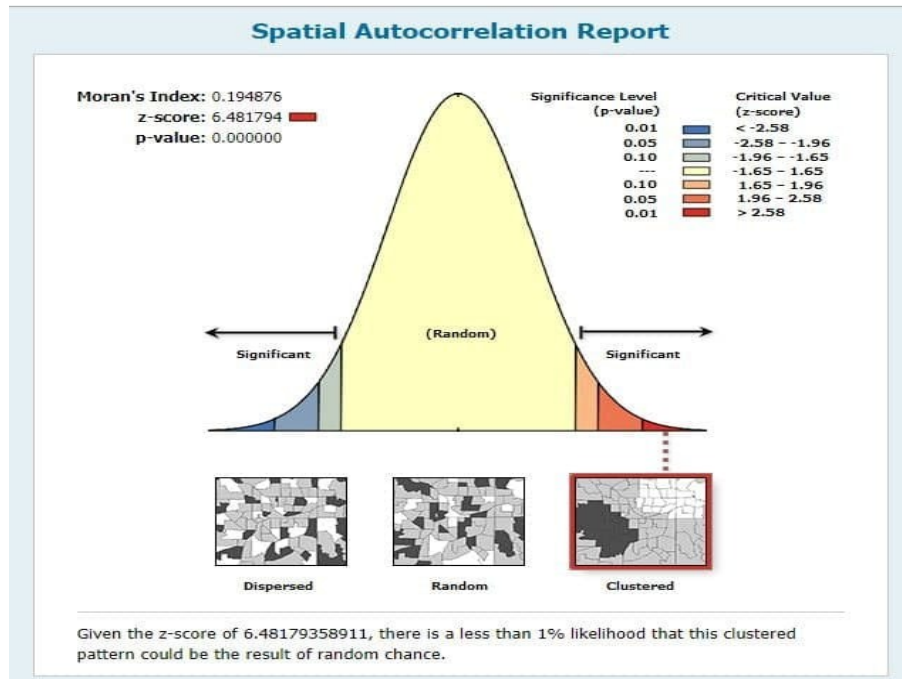 Spatial Autocorrelation Report
Moran's Index: 0.194876
z-score: 6.481794
p-value: 0.000000
Significance Level
(p-value)
Critical Value
(z-score)
0.01 < -2.58
0.05 -2.58 – -1.96
0.10 -1.96 – -1.65
--- -1.65 – 1.65
0.10 1.65 – 1.96
0.05 1.96 – 2.58
0.01 > 2.58
(Random)
Significant Significant
Dispersed Random Clustered
Given the z-score of 6.48179358911, there is a less than 1% likelihood that this clustered
pattern could be the result of random chance.